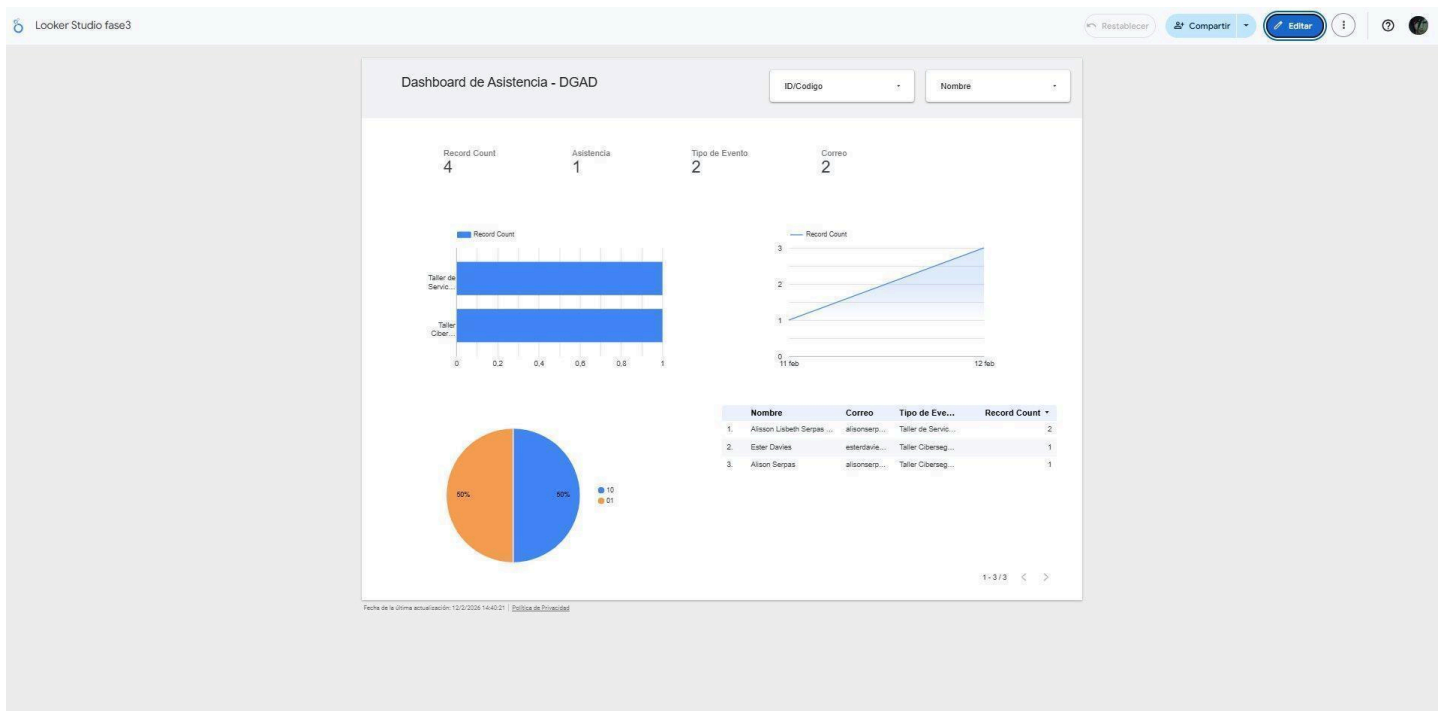 Looker Studio fase3
Restablecer
Compartir
Editar
Dashboard de Asistencia - DGAD
ID/Codigo
Nombre
Record Count
4
Asistencia
1
Tipo de Evento
2
Correo
2
Record Count
Taller de
Servic...
Taller
Ciber...
0 0,2 0,4 0,6 0,8 1
Record Count
3
2
1
0
11 feb 12 feb
50% 50%
10
01
Nombre Correo Tipo de Eve... Record Count
1. Alisson Lisbeth Serpas ... alisonserp... Taller de Servic... 2
2. Ester Davies esterdavie... Taller Ciberseg... 1
3. Alison Serpas alisonserp... Taller Ciberseg... 1
1 - 3 / 3
Fecha de la última actualización: 12/2/2026 14:40:21 | Política de Privacidad